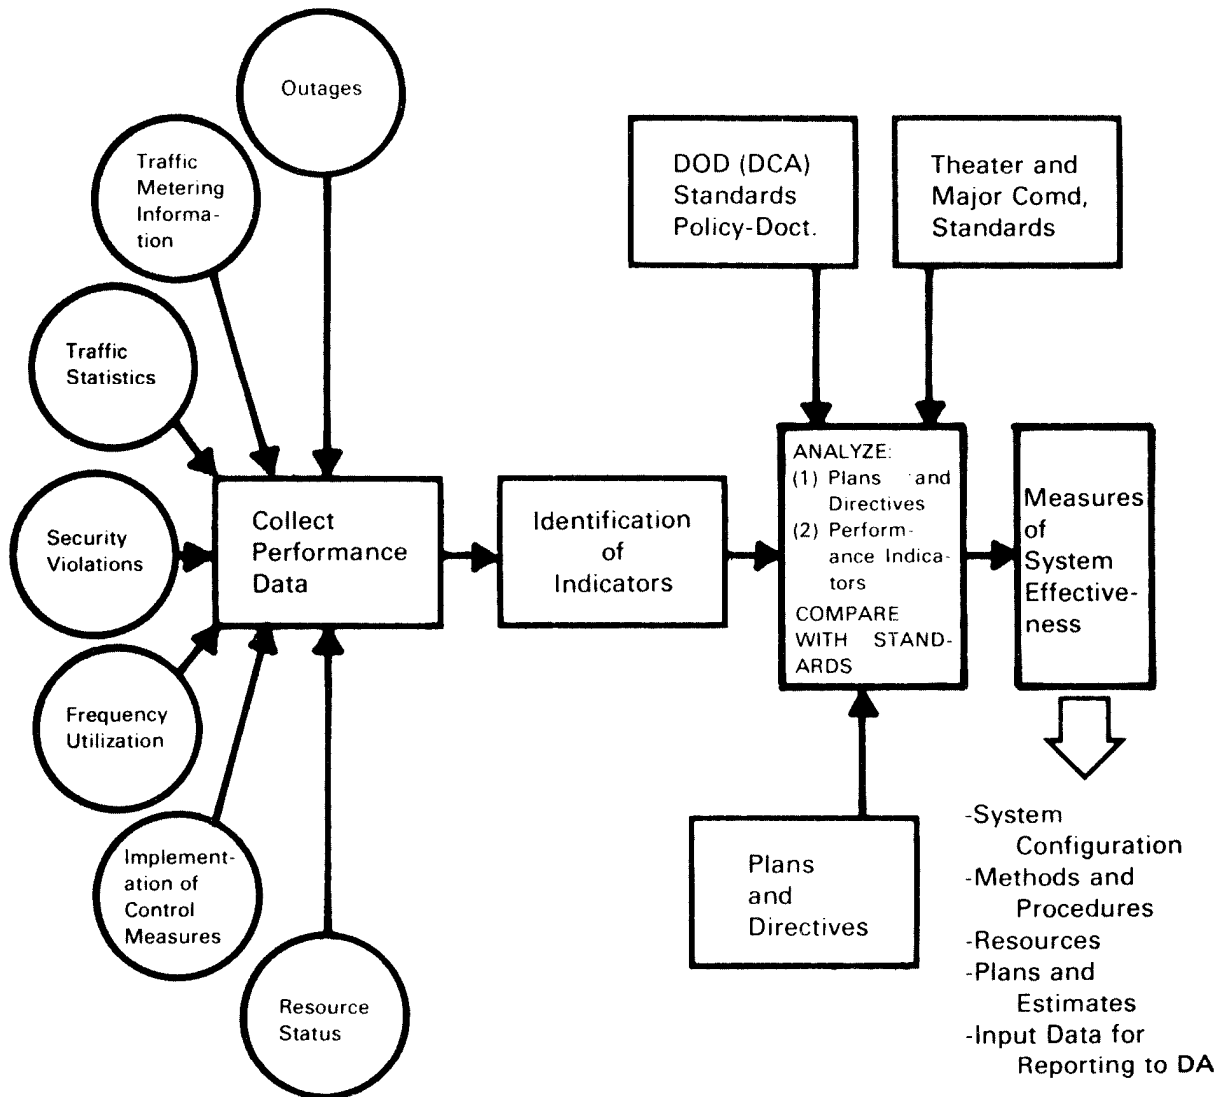 Outages
Traffic
Metering
Informa-
tion
Traffic
Statistics
Security
Violations
Frequency
Utilization
Implement-
ation of
Control
Measures
Resource
Status
Collect
Performance
Data
Identification
of
Indicators
DOD (DCA)
Standards
Policy-Doct.
Theater and
Major Comd,
Standards
ANALYZE:
(1) Plans and
Directives
(2) Perform-
ance Indica-
tors
COMPARE
WITH STAND-
ARDS
Plans
and
Directives
Measures
of
System
Effective-
ness
-System
Configuration
-Methods and
Procedures
-Resources
-Plans and
Estimates
-Input Data for
Reporting to DA